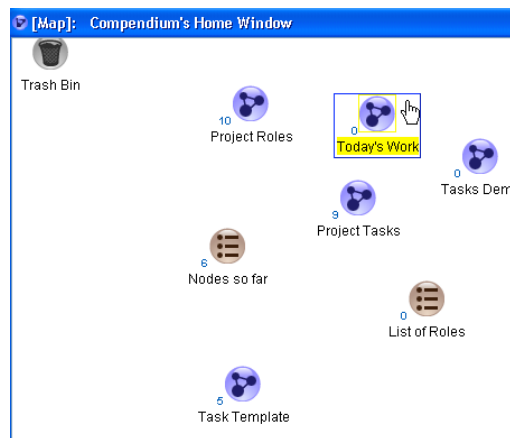 [Map]: Compendium's Home Window
Trash Bin
10
Project Roles
0
Today's Work
0
Tasks Dem
9
Project Tasks
6
Nodes so far
0
List of Roles
5
Task Template